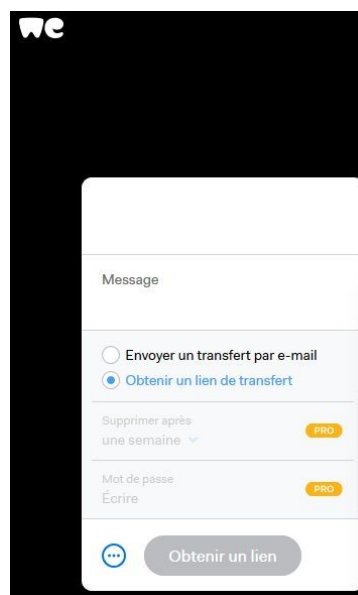 we
Message
Envoyer un transfert par e-mail
Obtenir un lien de transfert
Supprimer après
une semaine
PRO
Mot de passe
Écrire
PRO
Obtenir un lien